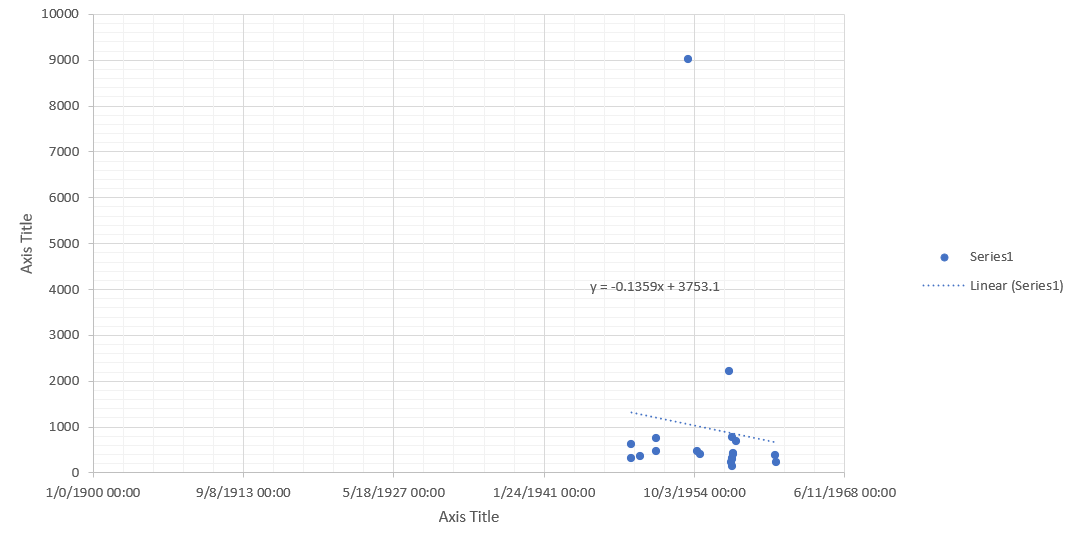 10000
9000
8000
7000
6000
5000
4000
3000
2000
1000
0
Axis Title
y = -0.1359x + 3753.1
1/0/1900 00:00 9/8/1913 00:00 5/18/1927 00:00 1/24/1941 00:00 10/3/1954 00:00 6/11/1968 00:00
Axis Title
Series1
Linear (Series1)